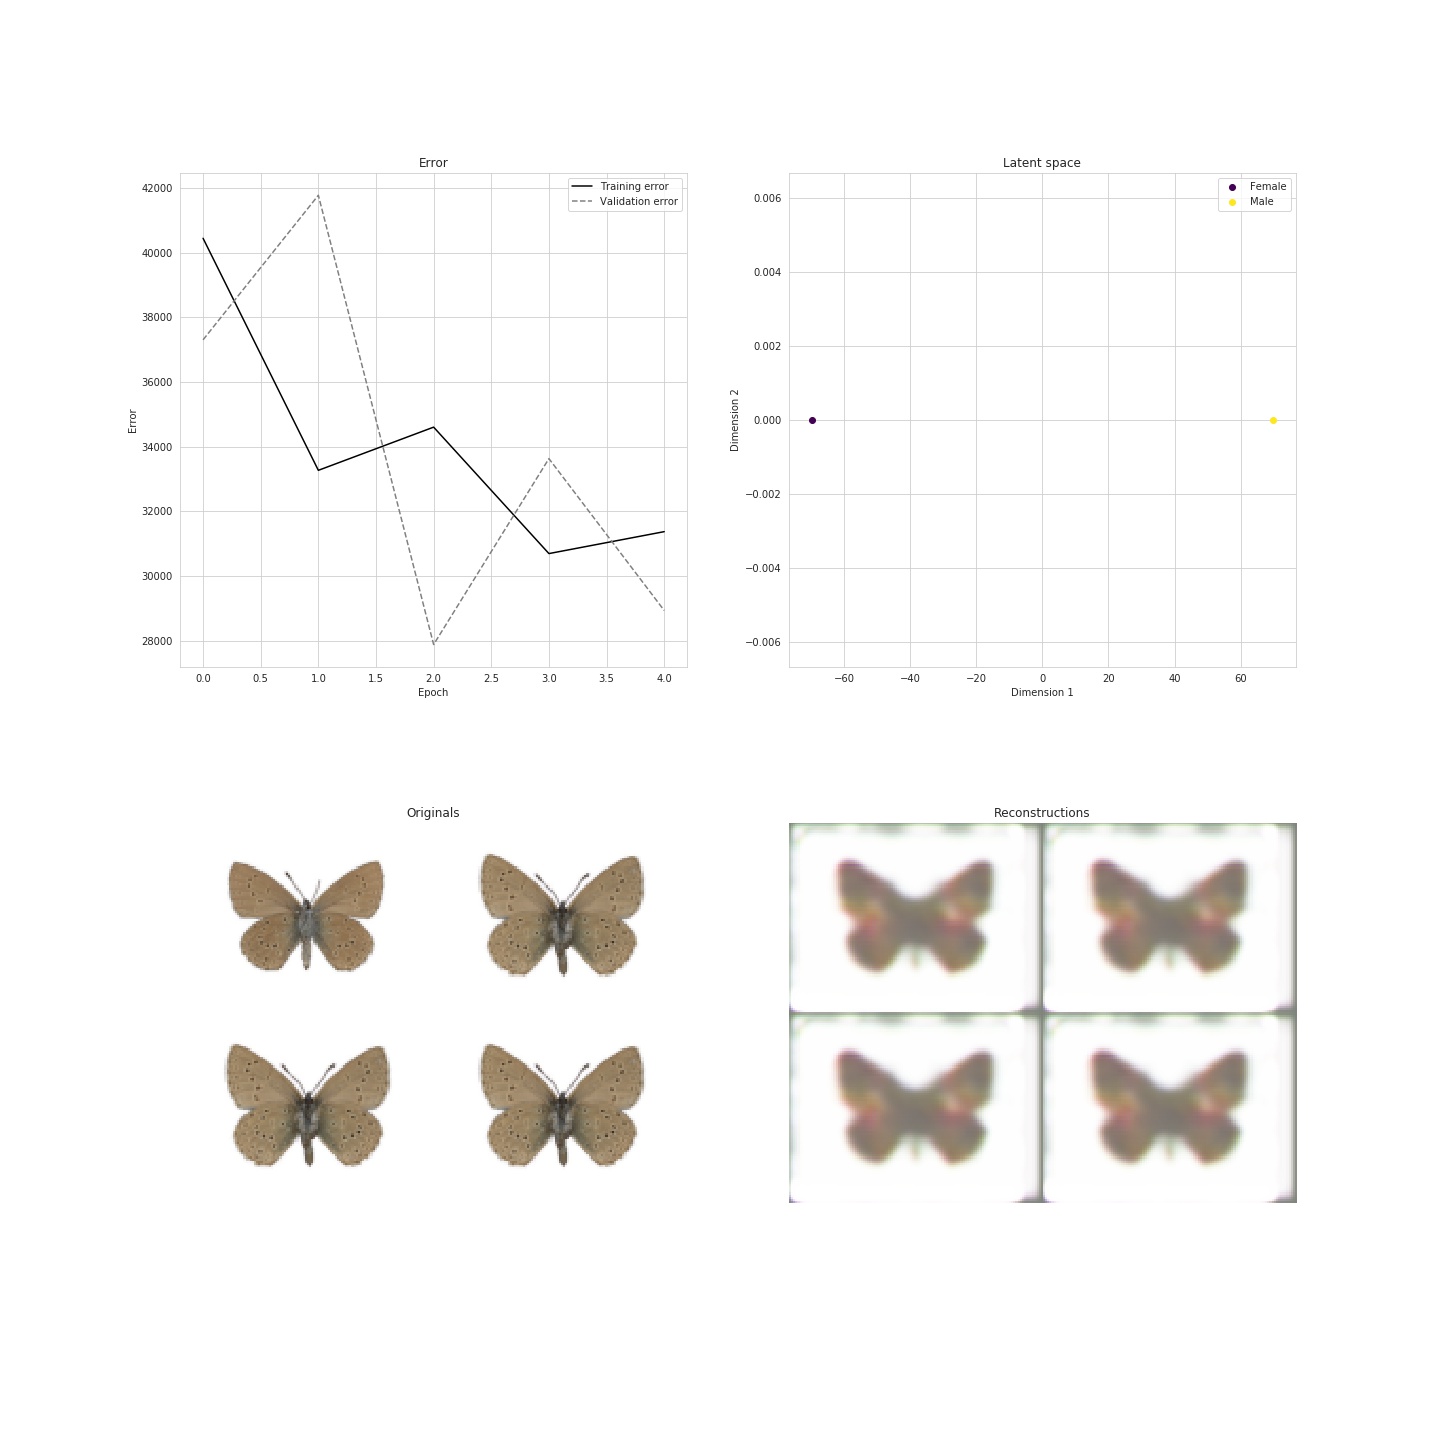 Error
Training error
Validation error
42000
40000
38000
36000
34000
32000
30000
28000
Error
0.0 0.5 1.0 1.5 2.0 2.5 3.0 3.5 4.0
Epoch
Latent space
Female
Male
0.006
0.004
0.002
0.000
−0.002
−0.004
−0.006
Dimension 2
−60 −40 −20 0 20 40 60
Dimension 1
Originals
Reconstructions